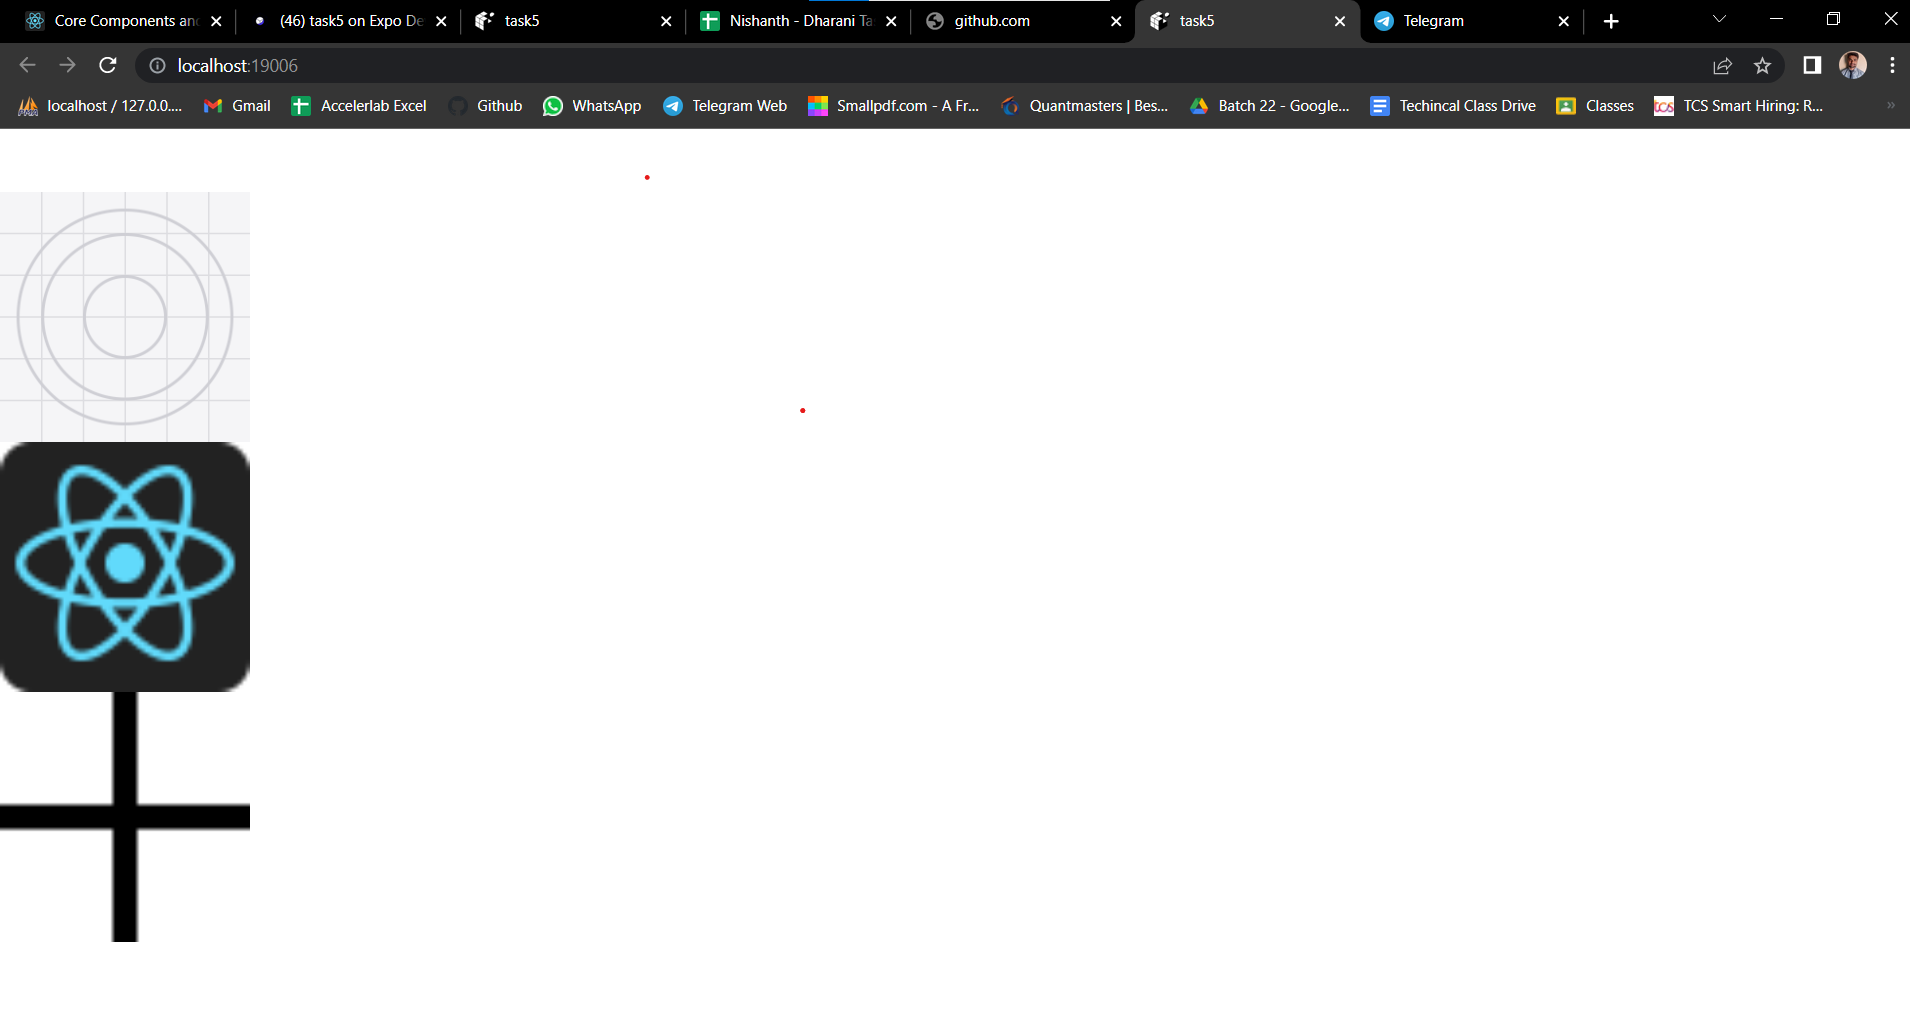 Core Components an
(46) task5 on Expo De
task5
Nishanth - Dharani Ta
github.com
task5
Telegram
localhost:19006
localhost / 127.0.0....
Gmail
Accelerlab Excel
Github
WhatsApp
Telegram Web
Smallpdf.com - A Fr...
Quantmasters | Bes...
Batch 22 - Google...
Techincal Class Drive
Classes
tcs
TCS Smart Hiring: R...